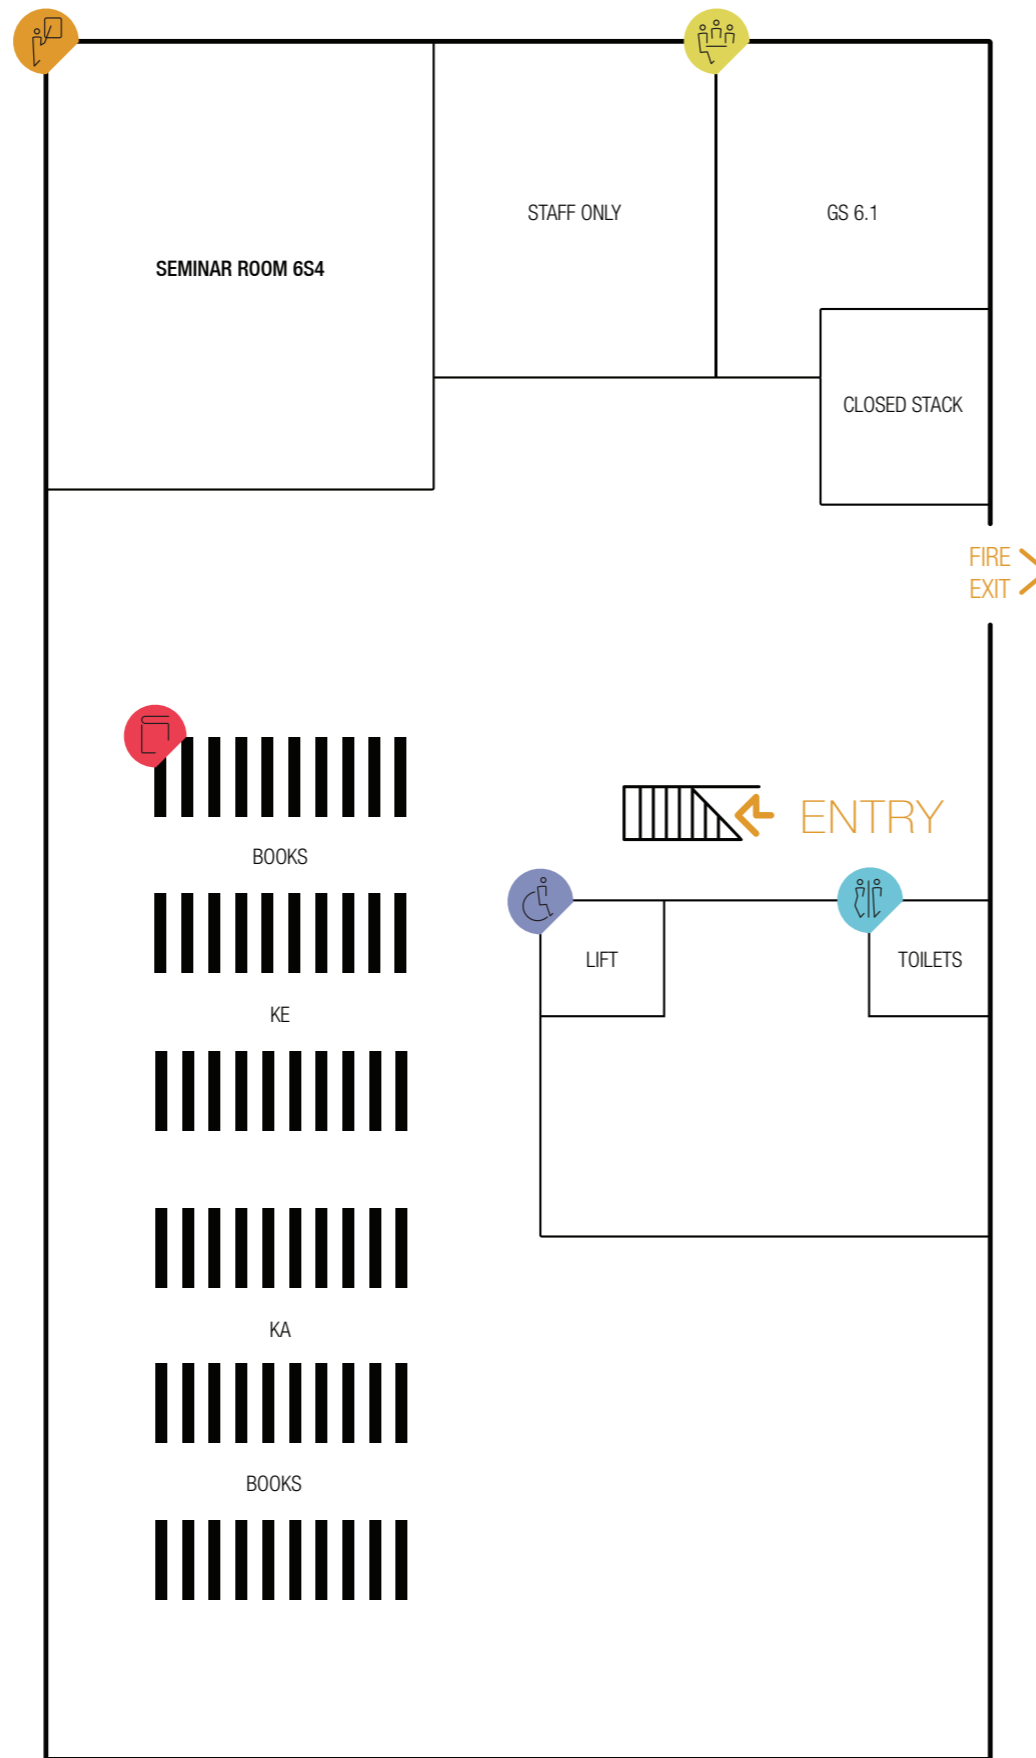 STAFF ONLY
GS 6.1
SEMINAR ROOM 6S4
CLOSED STACK
FIRE
EXIT
ENTRY
BOOKS
LIFT
TOILETS
KE
KA
BOOKS